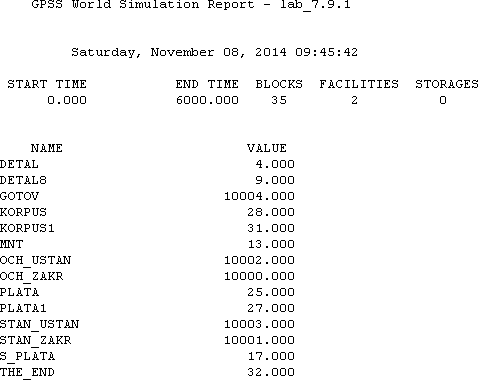 GPSS World Simulation Report - lab_7.9.1
Saturday, November 08, 2014 09:45:42
START TIME END TIME BLOCKS FACILITIES STORAGES
0.000 6000.000 35 2 0
NAME VALUE
DETAL 4.000
DETAL8 9.000
GOTOV 10004.000
KORPUS 28.000
KORPUS1 31.000
MNT 13.000
OCH_USTAN 10002.000
OCH_ZAKR 10000.000
PLATA 25.000
PLATA1 27.000
STAN_USTAN 10003.000
STAN_ZAKR 10001.000
S_PLATA 17.000
THE_END 32.000